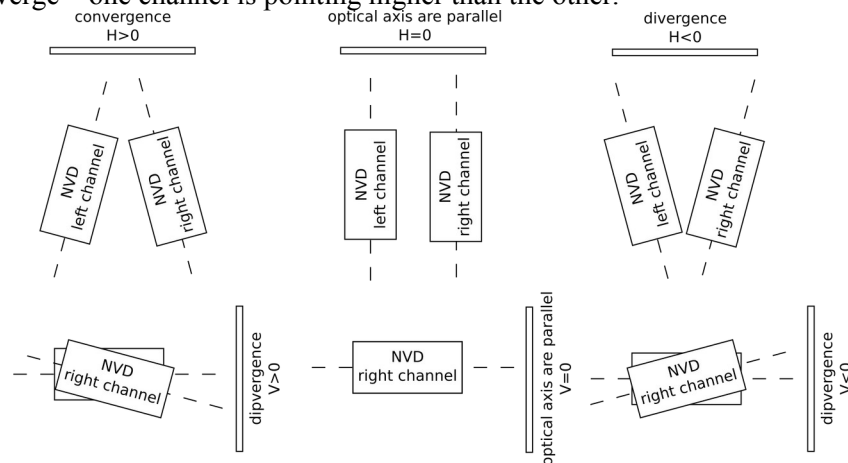 verge – one channel is pointing higher than the other.
convergence
H>0
optical axis are parallel
H=0
divergence
H<0
NVD
left channel
NVD
right channel
NVD
left channel
NVD
right channel
NVD
left channel
NVD
right channel
NVD
right channel
dipvergence
V>0
NVD
right channel
optical axis are parallel
V=0
NVD
right channel
dipvergence
V<0